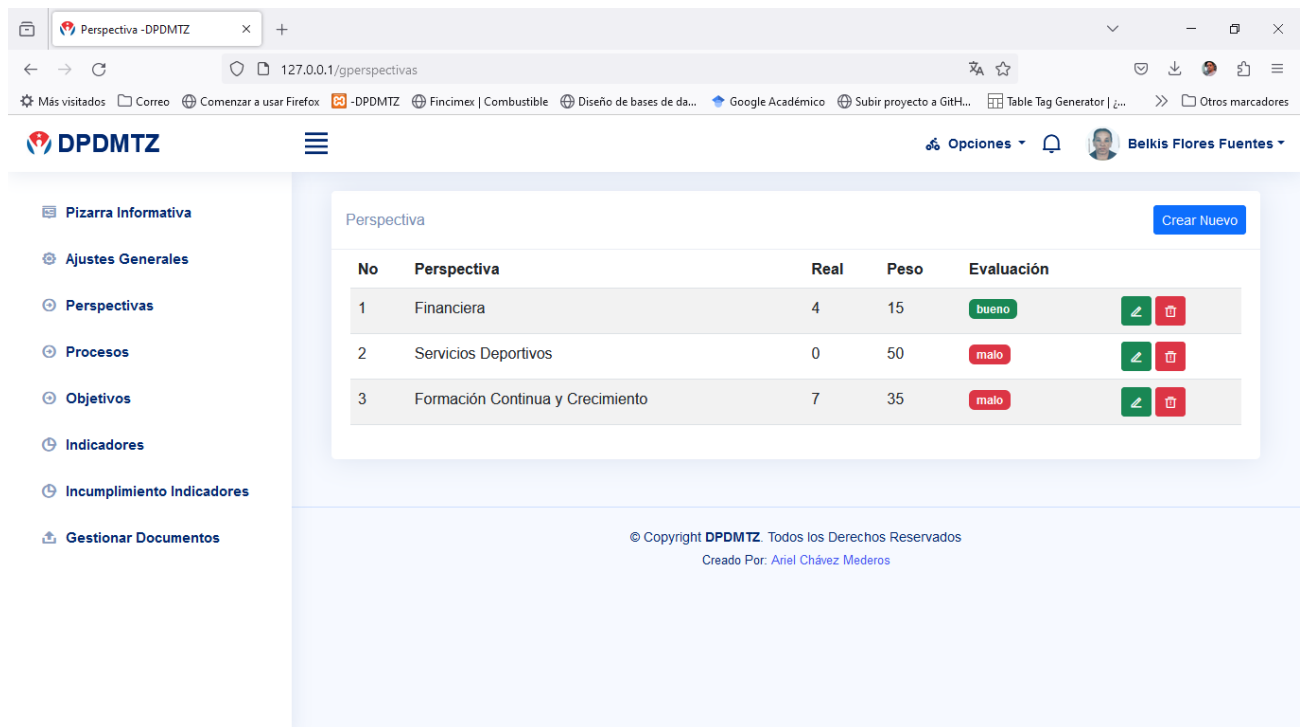 Perspectiva -DPDMTZ
127.0.0.1/gperspectivas
Más visitados Correo Comenzar a usar Firefox -DPDMTZ Fincimex | Combustible Diseño de bases de da... Google Académico Subir proyecto a GitH... Table Tag Generator | ¿... Otros marcadores
DPDMTZ Opciones Belkis Flores Fuentes
Pizarra Informativa
Ajustes Generales
Perspectivas
Procesos
Objetivos
Indicadores
Incumplimiento Indicadores
Gestionar Documentos
Perspectiva Crear Nuevo
No Perspectiva Real Peso Evaluación
1 Financiera 4 15 bueno
2 Servicios Deportivos 0 50 malo
3 Formación Continua y Crecimiento 7 35 malo
© Copyright DPDMTZ. Todos los Derechos Reservados
Creado Por: Ariel Chávez Mederos